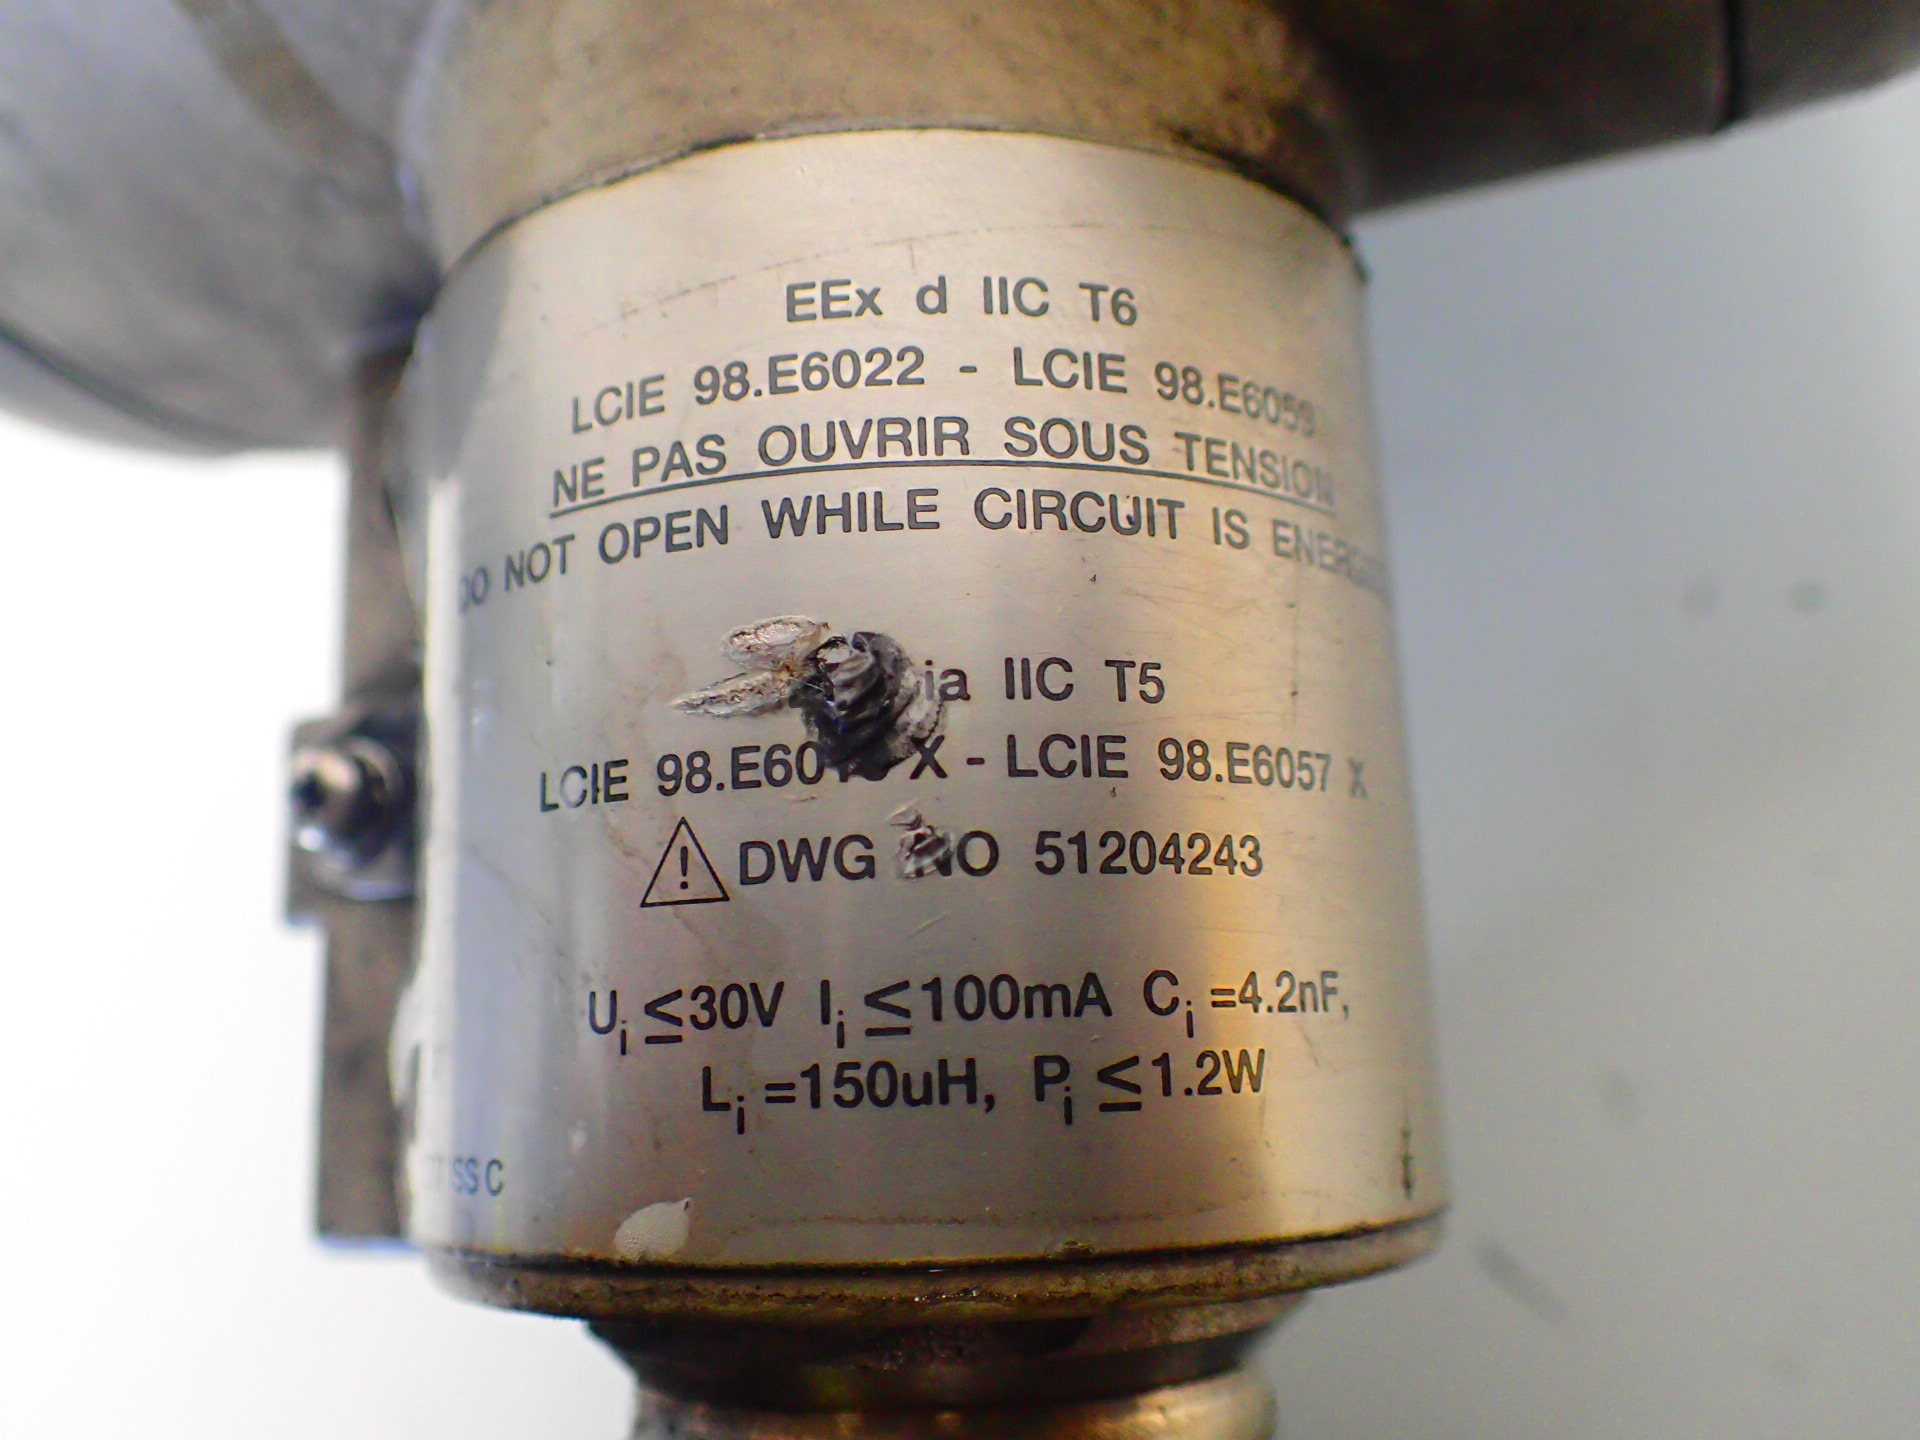 EEx d IIC T6
LCIE 98.E6022 - LCIE 98.E6059
NE PAS OUVRIR SOUS TENSION
DO NOT OPEN WHILE CIRCUIT IS
ia IIC T5
LCIE X - LCIE 98.E6057 X
⚠ DWG NO 51204243
Ui ≤30V Ii ≤100mA Ci =4.2nF,
Li =150uH, Pi ≤1.2W